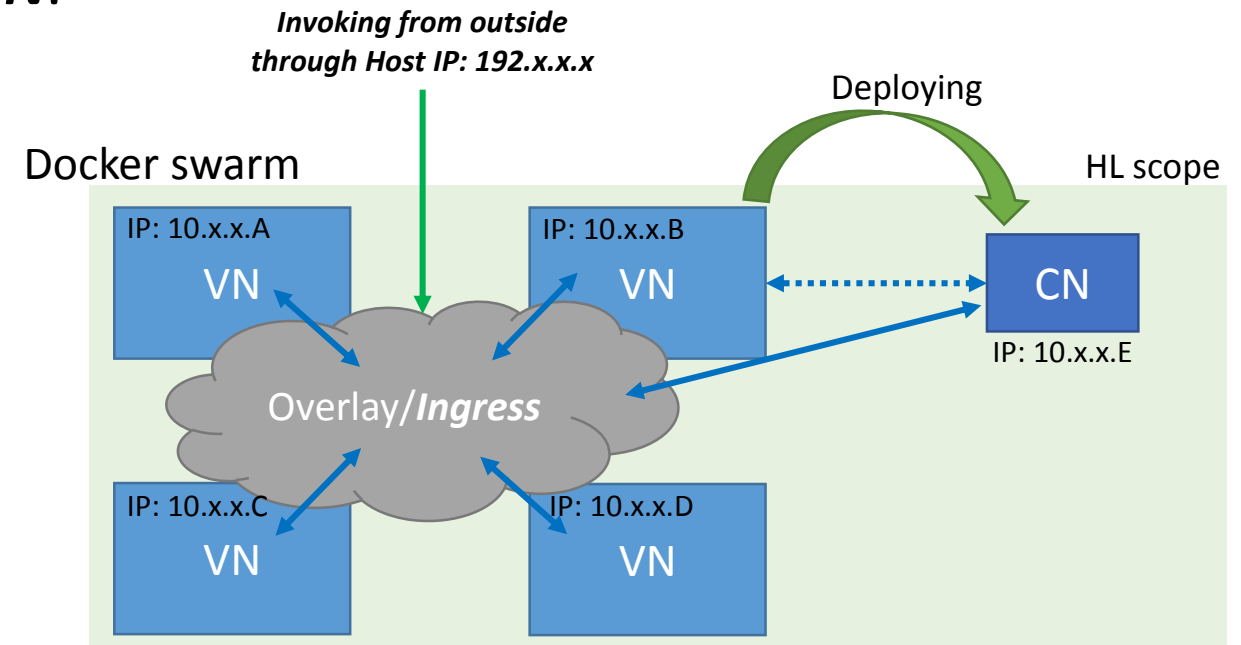 Invoking from outside
through Host IP: 192.x.x.x
Deploying
Docker swarm
HL scope
IP: 10.x.x.A
VN
IP: 10.x.x.B
VN
CN
IP: 10.x.x.E
Overlay/Ingress
IP: 10.x.x.C
VN
IP: 10.x.x.D
VN